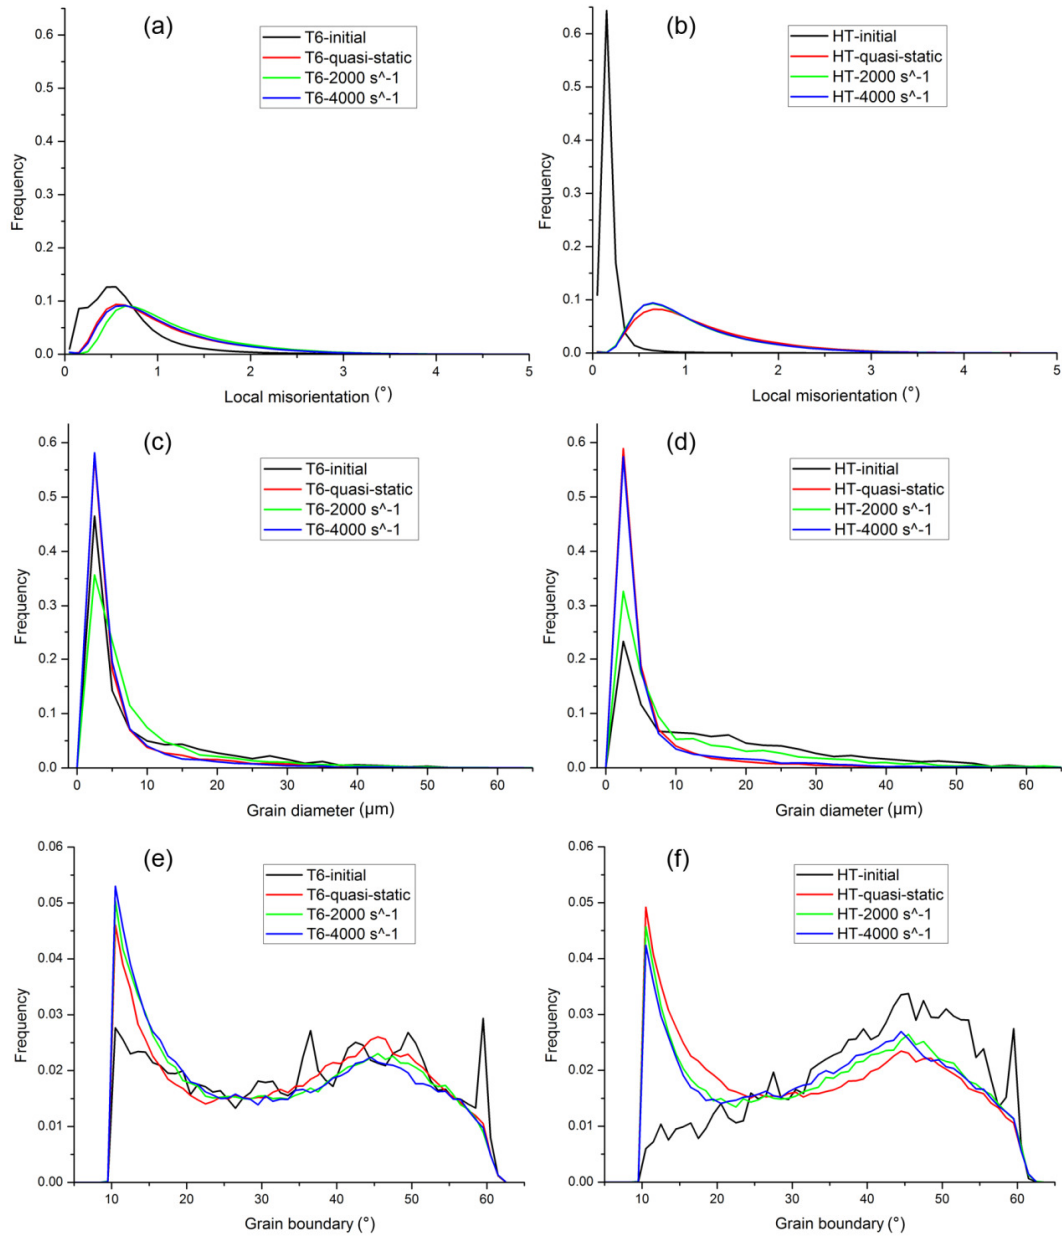 (a)
T6-initial
T6-quasi-static
T6-2000 s^-1
T6-4000 s^-1
0.6
0.5
0.4
0.3
0.2
0.1
0.0
Frequency
0 1 2 3 4 5
Local misorientation (°)
(b)
HT-initial
HT-quasi-static
HT-2000 s^-1
HT-4000 s^-1
0.6
0.5
0.4
0.3
0.2
0.1
0.0
Frequency
0 1 2 3 4 5
Local misorientation (°)
(c)
T6-initial
T6-quasi-static
T6-2000 s^-1
T6-4000 s^-1
0.6
0.5
0.4
0.3
0.2
0.1
0.0
Frequency
0 10 20 30 40 50 60
Grain diameter (μm)
(d)
HT-initial
HT-quasi-static
HT-2000 s^-1
HT-4000 s^-1
0.6
0.5
0.4
0.3
0.2
0.1
0.0
Frequency
0 10 20 30 40 50 60
Grain diameter (μm)
(e)
T6-initial
T6-quasi-static
T6-2000 s^-1
T6-4000 s^-1
0.06
0.05
0.04
0.03
0.02
0.01
0.00
Frequency
10 20 30 40 50 60
Grain boundary (°)
(f)
HT-initial
HT-quasi-static
HT-2000 s^-1
HT-4000 s^-1
0.06
0.05
0.04
0.03
0.02
0.01
0.00
Frequency
10 20 30 40 50 60
Grain boundary (°)